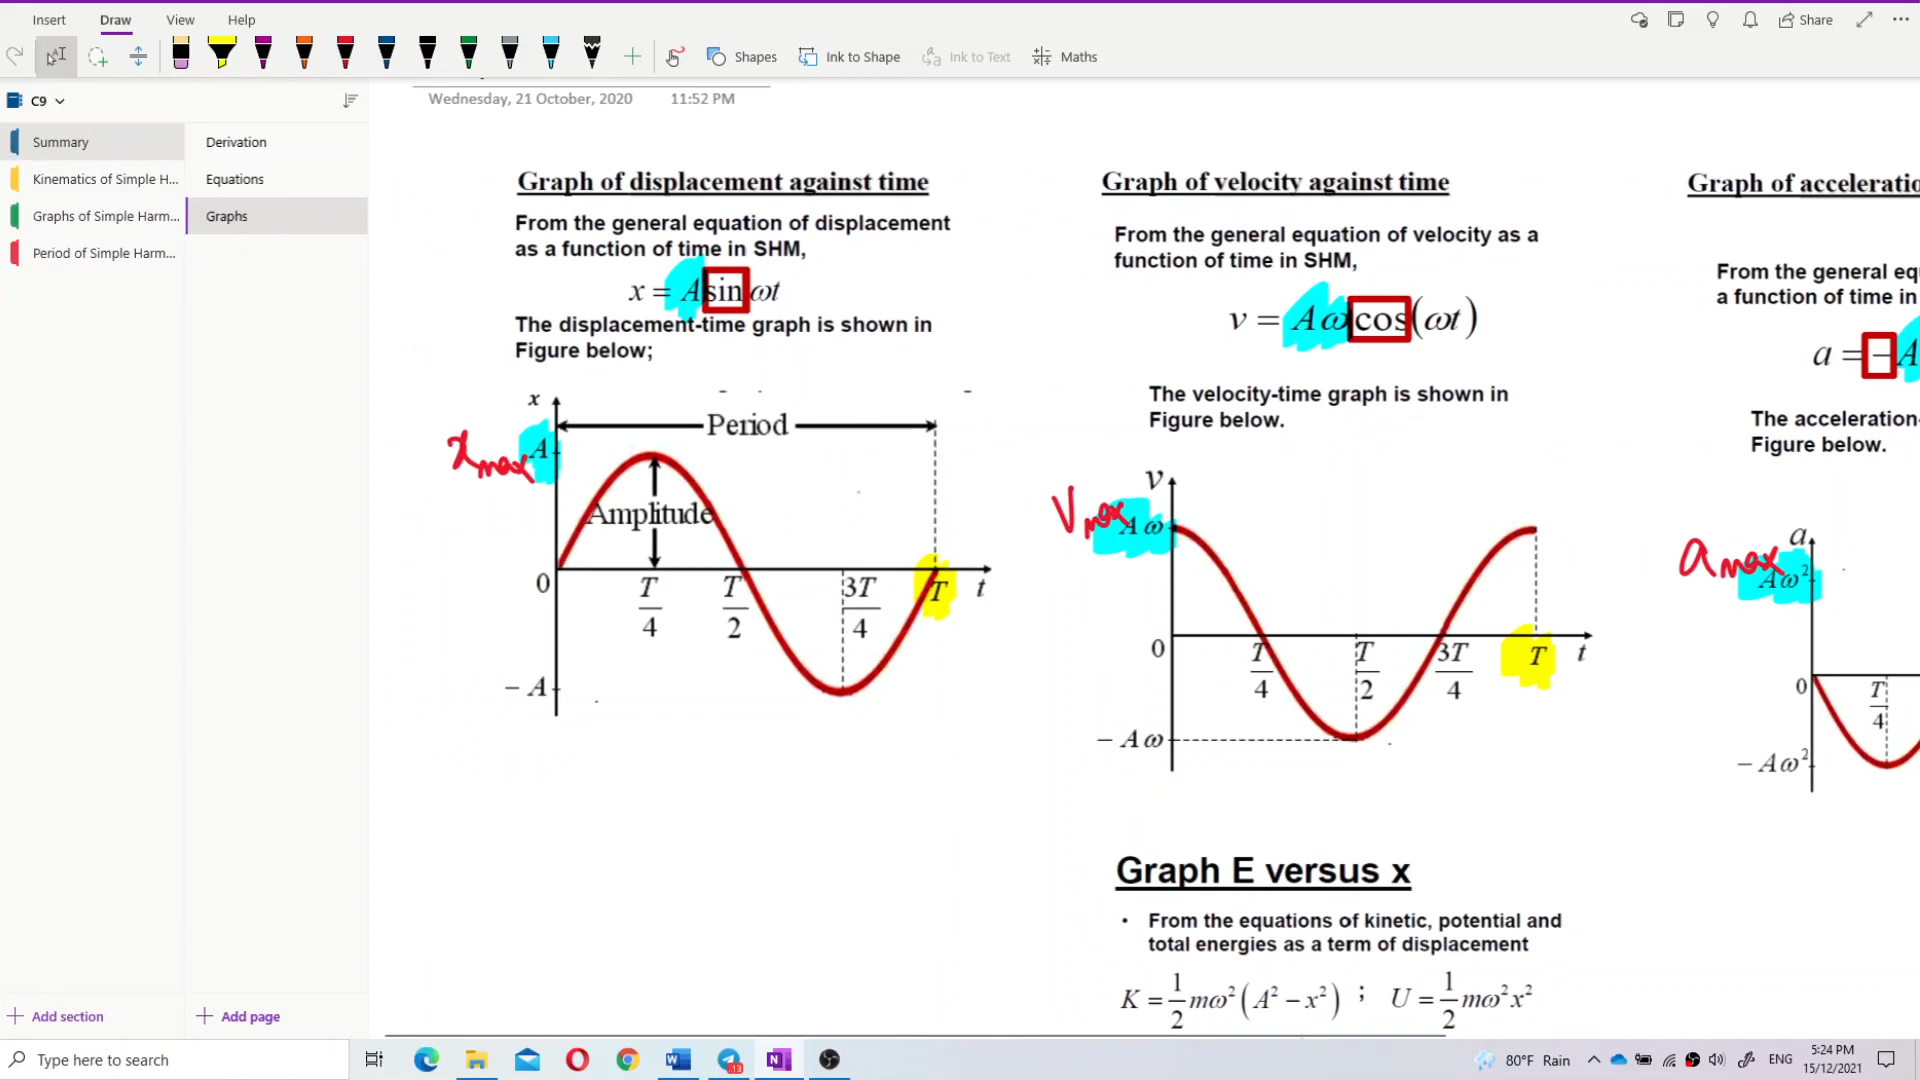 Insert Draw View Help
Share
Shapes Ink to Shape Ink to Text Maths
C9
Summary
Kinematics of Simple H...
Graphs of Simple Harm...
Period of Simple Harm...
Derivation
Equations
Graphs
Add section
Add page
Wednesday, 21 October, 2020 11:52 PM
Graph of displacement against time
From the general equation of displacement
as a function of time in SHM,
x = A sin ωt
The displacement-time graph is shown in
Figure below;
x
Period
xmax A
Amplitude
0 T/4 T/2 3T/4 T t
– A
Graph of velocity against time
From the general equation of velocity as a
function of time in SHM,
v = Aω cos(ωt)
The velocity-time graph is shown in
Figure below.
v
Vmax Aω
0 T/4 T/2 3T/4 T t
– Aω
Graph E versus x
• From the equations of kinetic, potential and
total energies as a term of displacement
K = 1/2 mω²(A² – x²) ; U = 1/2 mω²x²
Graph of acceleratio
From the general eq
a function of time in
a = – A
The acceleration-
Figure below.
a
amax Aω²
0 T/4
– Aω²
Type here to search
13
80°F Rain
ENG
5:24 PM
15/12/2021